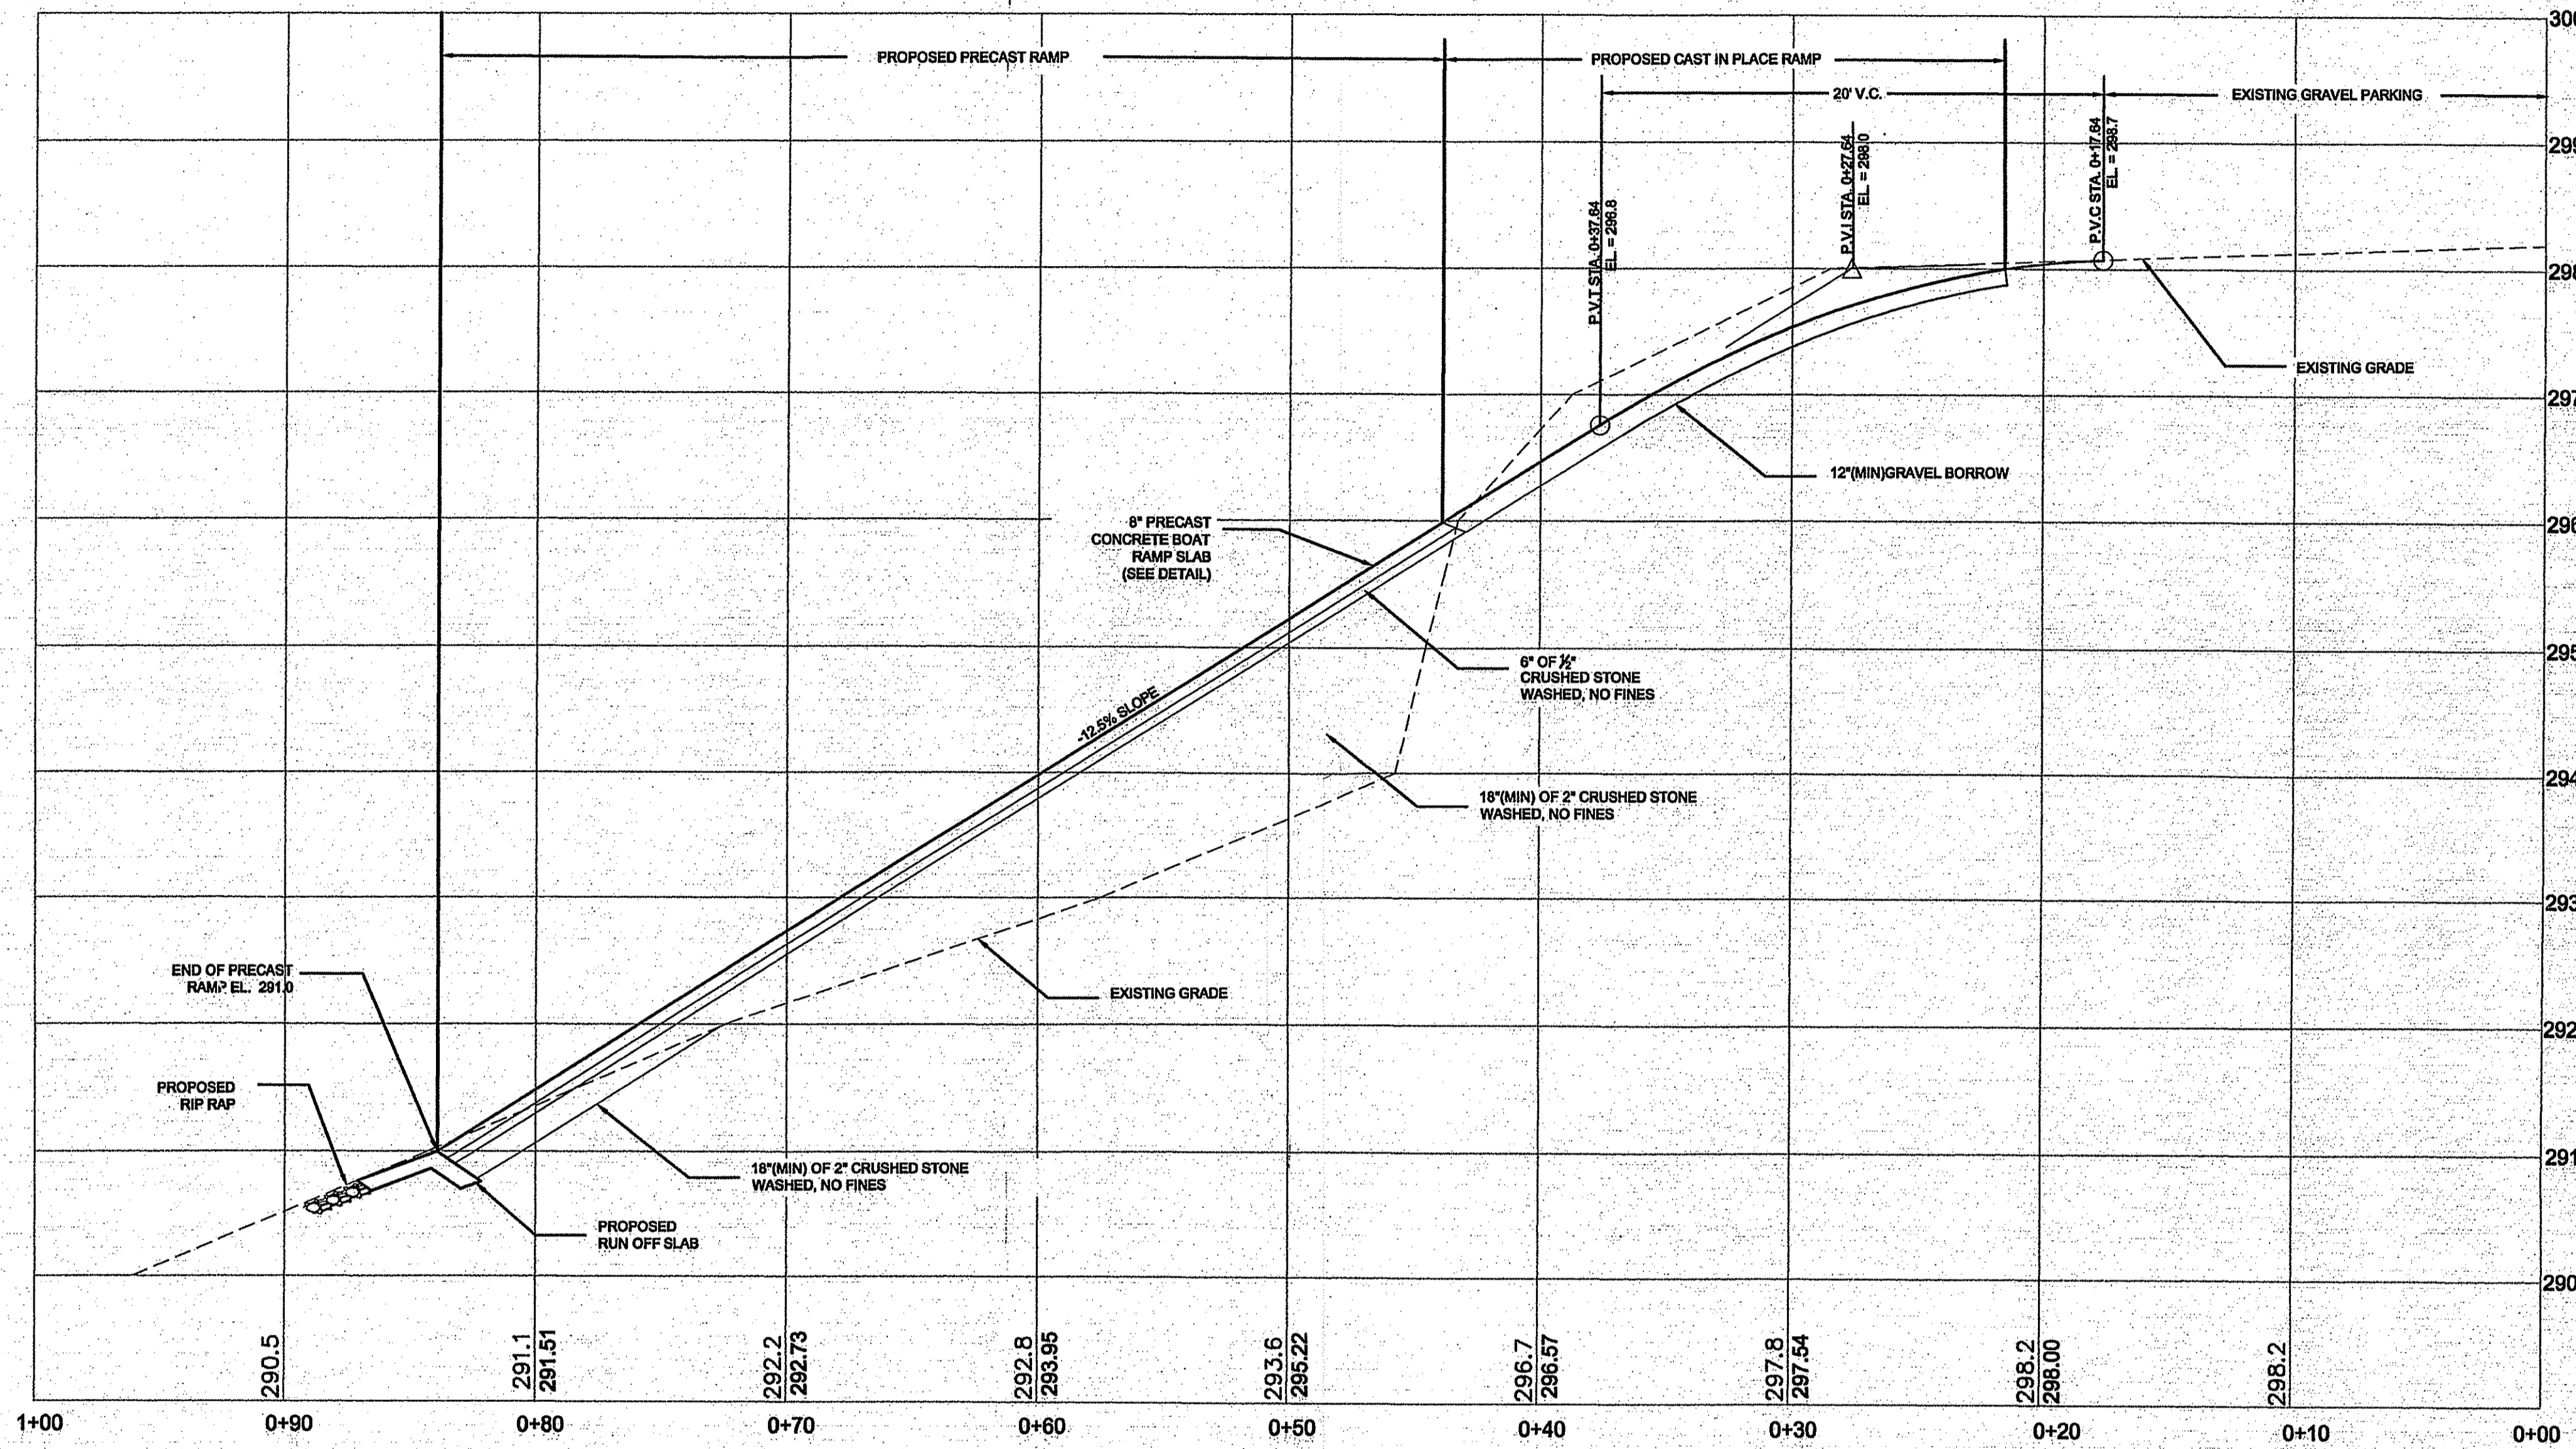 PROPOSED PRECAST RAMP
PROPOSED CAST IN PLACE RAMP
20' V.C.
EXISTING GRAVEL PARKING
P.V.T STA. 0+37.64
EL = 296.8
P.V.I STA. 0+27.64
EL = 298.0
P.V.C STA. 0+17.64
EL = 298.7
EXISTING GRADE
12"(MIN)GRAVEL BORROW
8" PRECAST
CONCRETE BOAT
RAMP SLAB
(SEE DETAIL)
6" OF ½"
CRUSHED STONE
WASHED, NO FINES
-12.5% SLOPE
18"(MIN) OF 2" CRUSHED STONE
WASHED, NO FINES
END OF PRECAST
RAMP EL. 291.0
EXISTING GRADE
PROPOSED
RIP RAP
18"(MIN) OF 2" CRUSHED STONE
WASHED, NO FINES
PROPOSED
RUN OFF SLAB
297
296
295
294
293
292
291
290
290.5
291.1
291.51
292.2
292.73
292.8
293.95
293.6
295.22
296.7
296.57
297.8
297.54
298.2
298.00
298.2
1+00
0+90
0+80
0+70
0+60
0+50
0+40
0+30
0+20
0+10
0+00